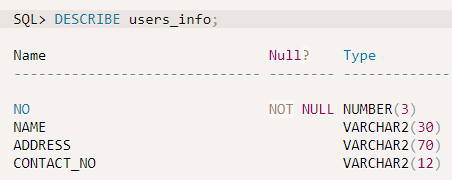 SQL> DESCRIBE users_info;
Name Null? Type
------------------------------- -------- -------------
NO NOT NULL NUMBER(3)
NAME VARCHAR2(30)
ADDRESS VARCHAR2(70)
CONTACT_NO VARCHAR2(12)